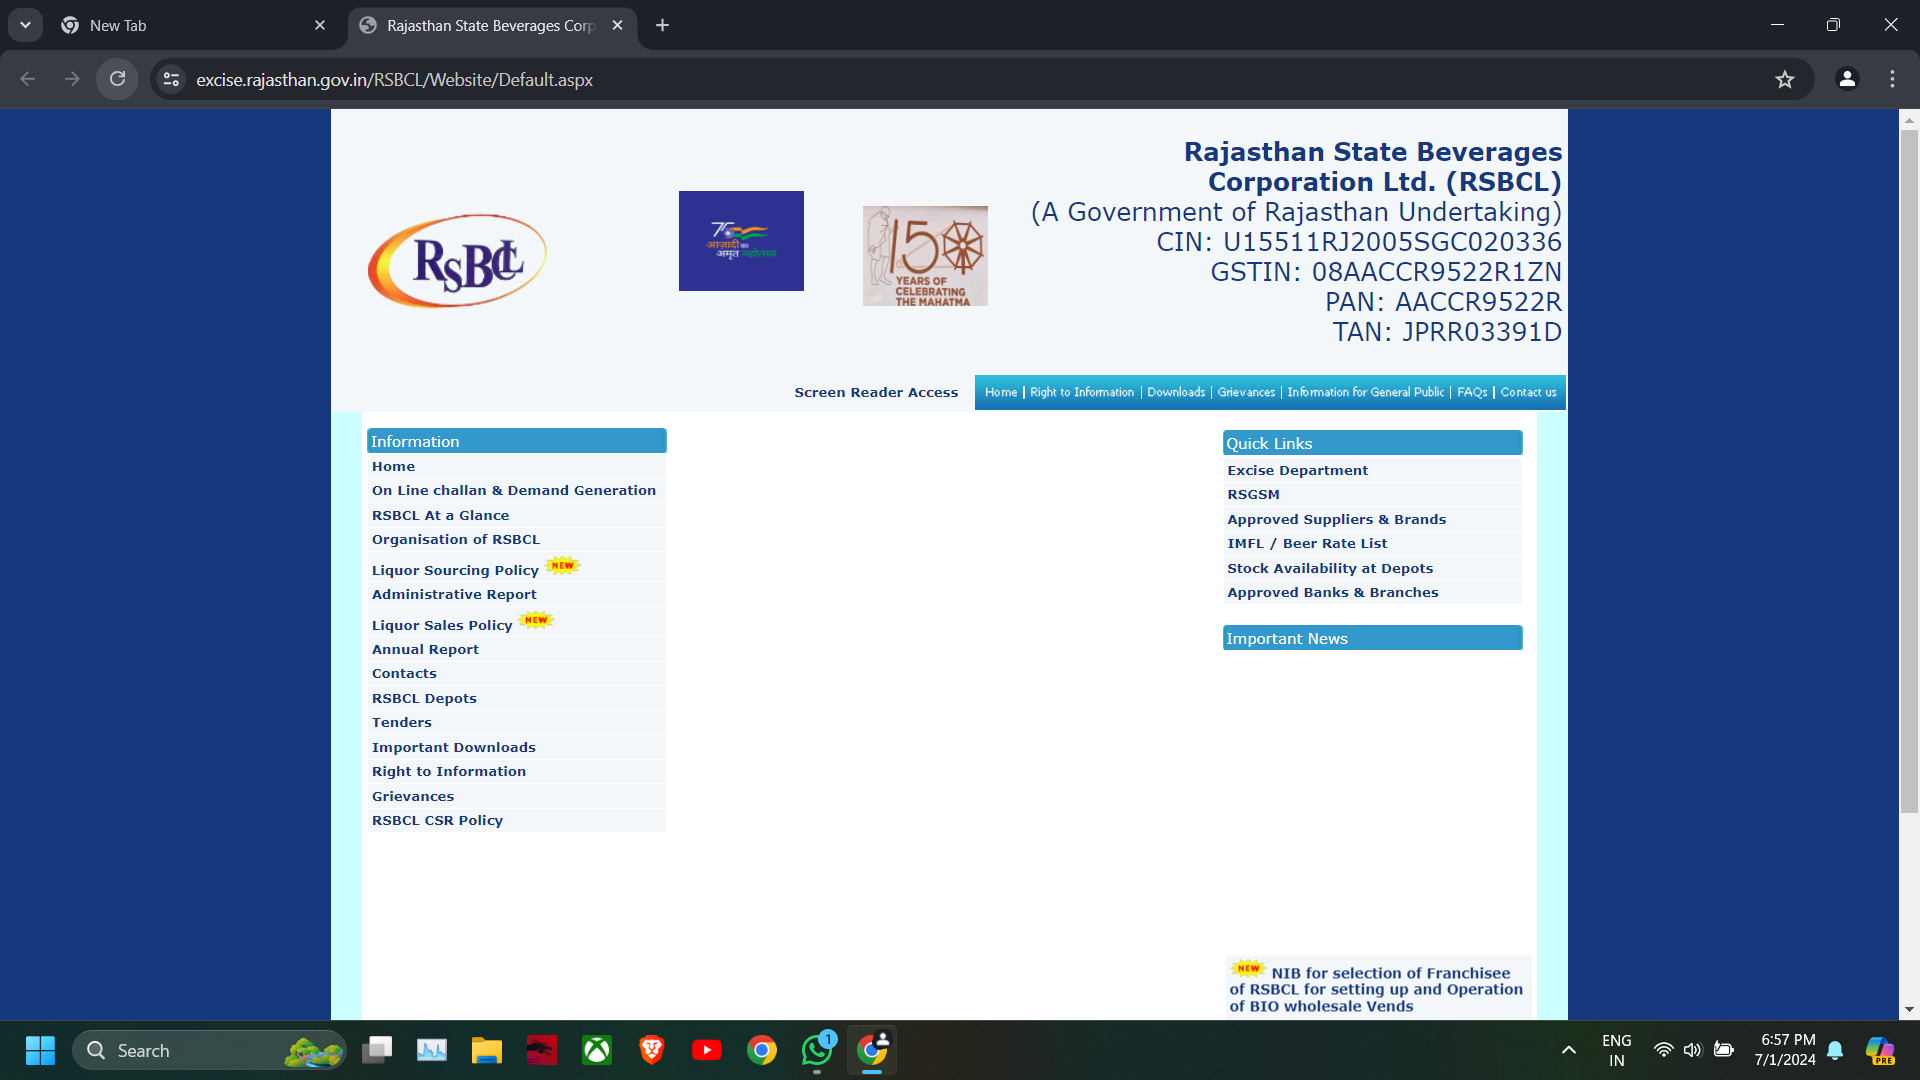 New Tab
Rajasthan State Beverages Corp
excise.rajasthan.gov.in/RSBCL/Website/Default.aspx
RSBCL
75
आज़ादी का
अमृत महोत्सव
150
YEARS OF
CELEBRATING
THE MAHATMA
Rajasthan State Beverages
Corporation Ltd. (RSBCL)
(A Government of Rajasthan Undertaking)
CIN: U15511RJ2005SGC020336
GSTIN: 08AACCR9522R1ZN
PAN: AACCR9522R
TAN: JPRR03391D
Screen Reader Access
Home | Right to Information | Downloads | Grievances | Information for General Public | FAQs | Contact us
Information
Home
On Line challan & Demand Generation
RSBCL At a Glance
Organisation of RSBCL
Liquor Sourcing Policy NEW
Administrative Report
Liquor Sales Policy NEW
Annual Report
Contacts
RSBCL Depots
Tenders
Important Downloads
Right to Information
Grievances
RSBCL CSR Policy
Quick Links
Excise Department
RSGSM
Approved Suppliers & Brands
IMFL / Beer Rate List
Stock Availability at Depots
Approved Banks & Branches
Important News
NEW NIB for selection of Franchisee
of RSBCL for setting up and Operation
of BIO wholesale Vends
Search
1
ENG
IN
6:57 PM
7/1/2024
PRE